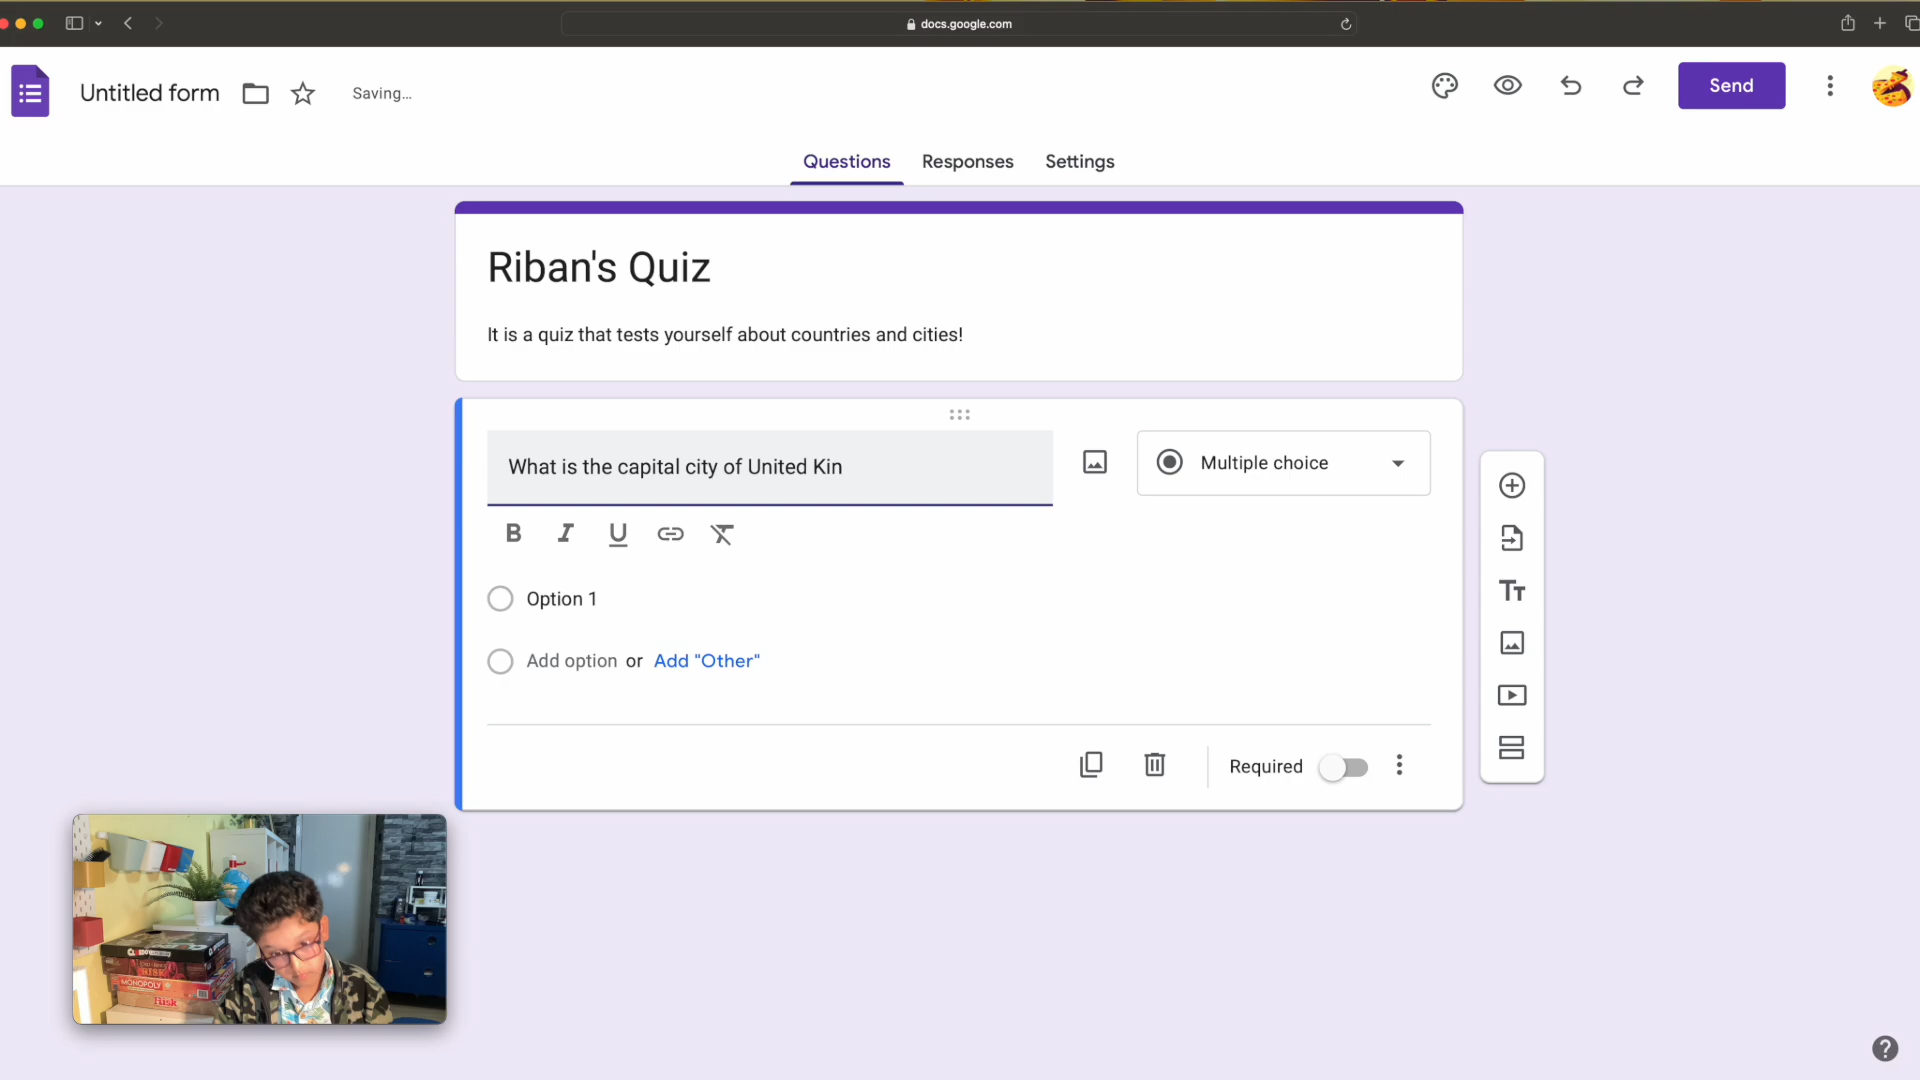 docs.google.com
Untitled form
Saving...
Send
Questions
Responses
Settings
Riban's Quiz
It is a quiz that tests yourself about countries and cities!
What is the capital city of United Kin
Multiple choice
B I U
Option 1
Add option or Add "Other"
Required
MONOPOLY
Risk